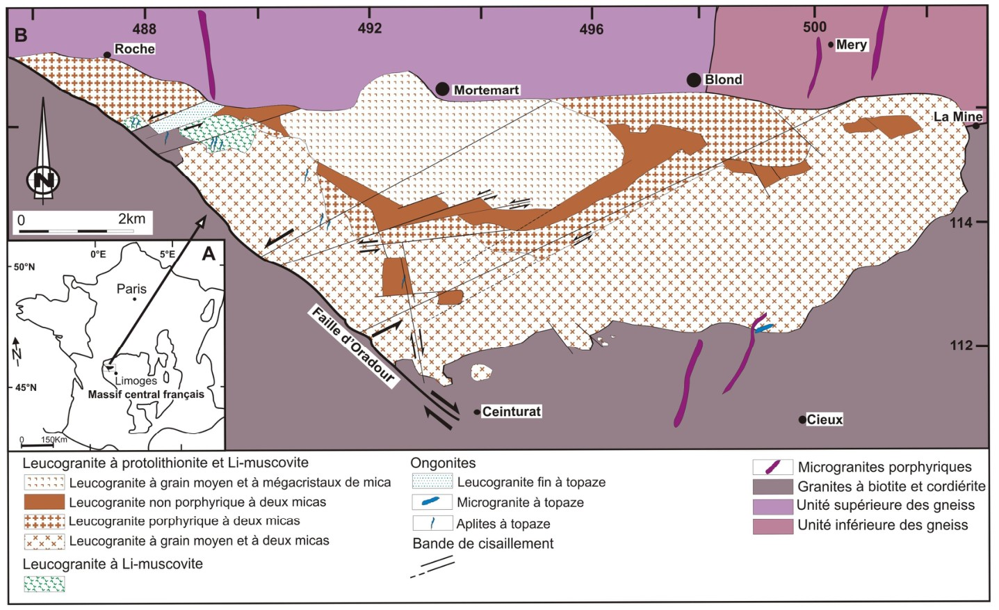 B
488
492
496
500
Roche
Mery
Mortemart
Blond
La Mine
N
0 2km
114
112
A
0°E 5°E
50°N
Paris
N
45°N
Limoges
Massif central français
0 150Km
Faille d'Oradour
Ceinturat
Cieux
Leucogranite à protolithionite et Li-muscovite
Leucogranite à grain moyen et à mégacristaux de mica
Leucogranite non porphyrique à deux micas
Leucogranite porphyrique à deux micas
Leucogranite à grain moyen et à deux micas
Leucogranite à Li-muscovite
Ongonites
Leucogranite fin à topaze
Microgranite à topaze
Aplites à topaze
Bande de cisaillement
Microgranites porphyriques
Granites à biotite et cordiérite
Unité supérieure des gneiss
Unité inférieure des gneiss